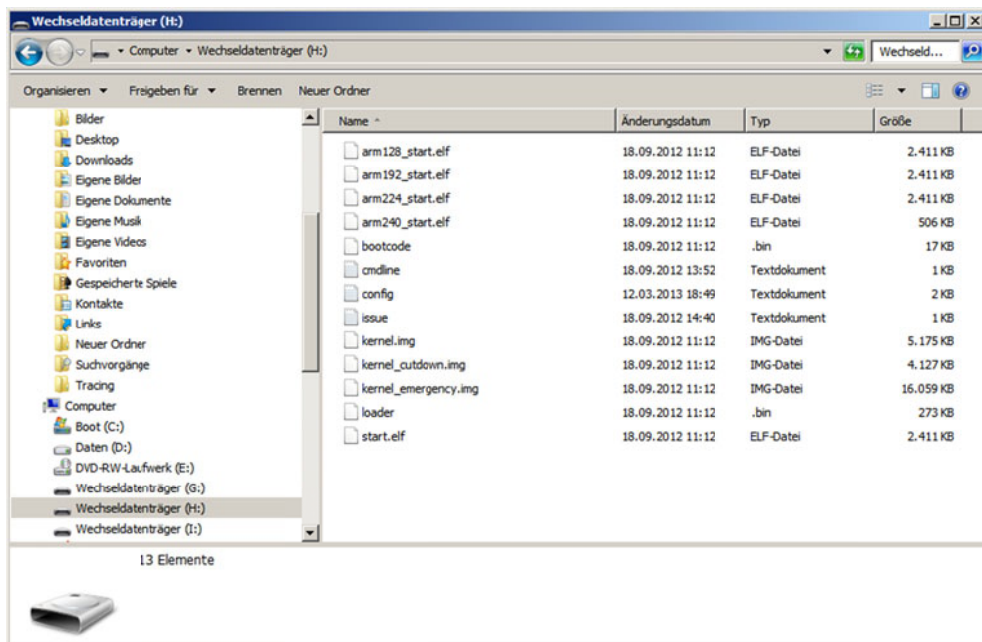 Wechseldatenträger (H:)
Computer Wechseldatenträger (H:) Wechseld...
Organisieren Freigeben für Brennen Neuer Ordner
Bilder
Desktop
Downloads
Eigene Bilder
Eigene Dokumente
Eigene Musik
Eigene Videos
Favoriten
Gespeicherte Spiele
Kontakte
Links
Neuer Ordner
Suchvorgänge
Tracing
Computer
Boot (C:)
Daten (D:)
DVD-RW-Laufwerk (E:)
Wechseldatenträger (G:)
Wechseldatenträger (H:)
Wechseldatenträger (I:)
Name Änderungsdatum Typ Größe
arm128_start.elf 18.09.2012 11:12 ELF-Datei 2.411 KB
arm192_start.elf 18.09.2012 11:12 ELF-Datei 2.411 KB
arm224_start.elf 18.09.2012 11:12 ELF-Datei 2.411 KB
arm240_start.elf 18.09.2012 11:12 ELF-Datei 506 KB
bootcode 18.09.2012 11:12 .bin 17 KB
cmdline 18.09.2012 13:52 Textdokument 1 KB
config 12.03.2013 18:49 Textdokument 2 KB
issue 18.09.2012 14:40 Textdokument 1 KB
kernel.img 18.09.2012 11:12 IMG-Datei 5.175 KB
kernel_cutdown.img 18.09.2012 11:12 IMG-Datei 4.127 KB
kernel_emergency.img 18.09.2012 11:12 IMG-Datei 16.059 KB
loader 18.09.2012 11:12 .bin 273 KB
start.elf 18.09.2012 11:12 ELF-Datei 2.411 KB
13 Elemente